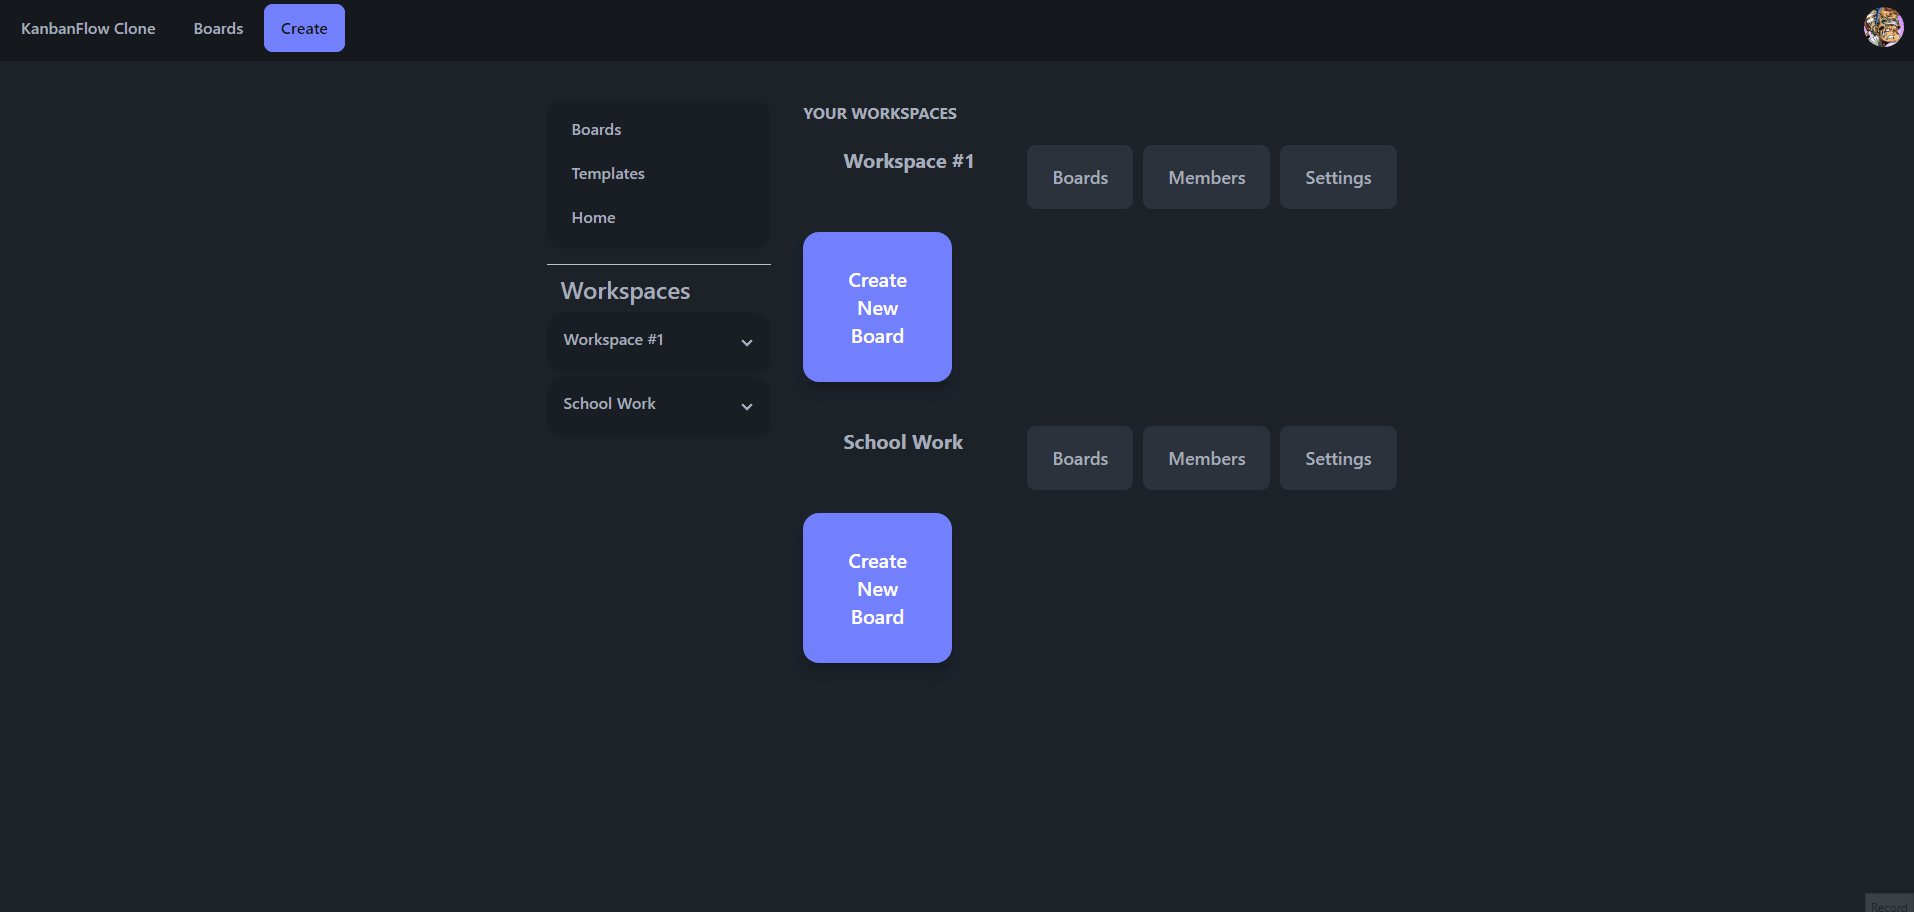 KanbanFlow Clone Boards Create
Boards
Templates
Home
Workspaces
Workspace #1
School Work
YOUR WORKSPACES
Workspace #1 Boards Members Settings
Create
New
Board
School Work Boards Members Settings
Create
New
Board
Record